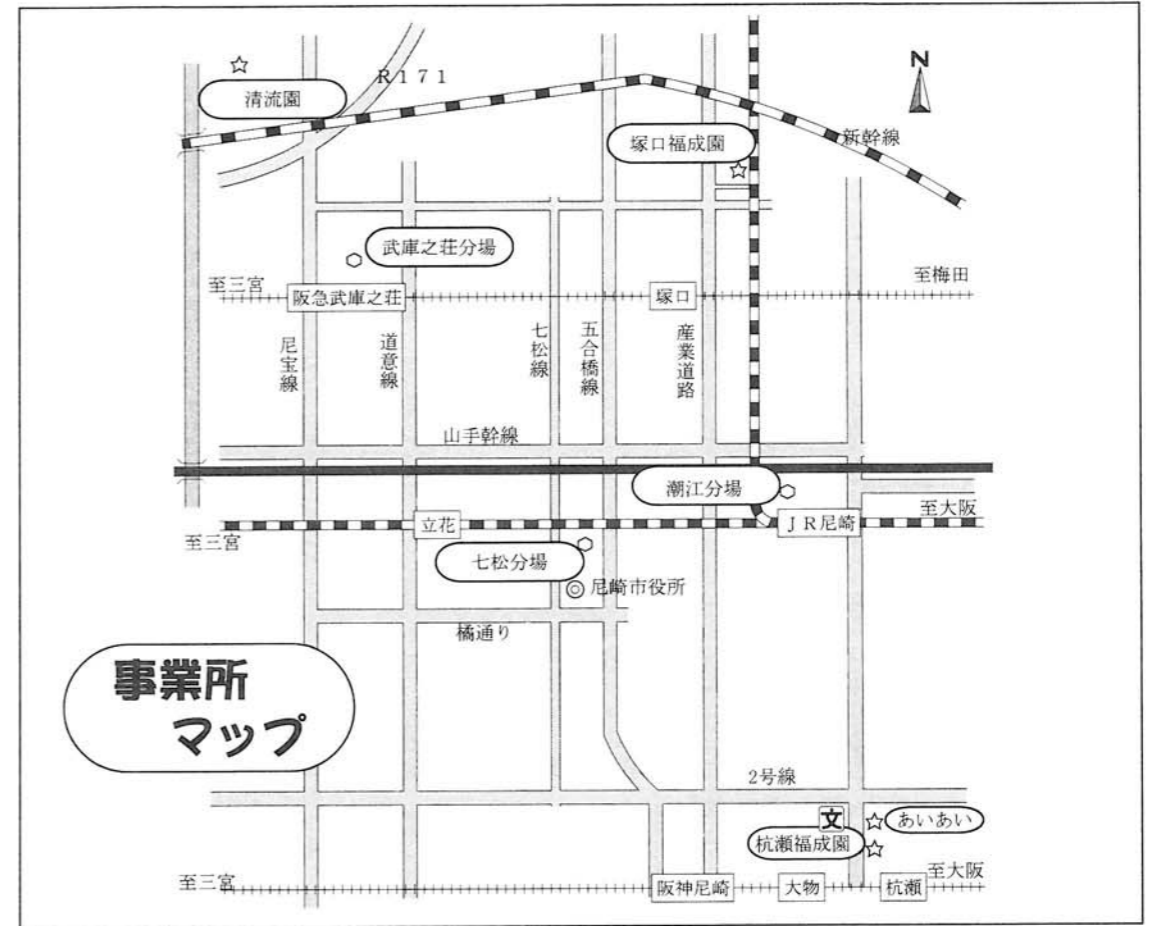 N
R171
清流園
新幹線
塚口福成園
武庫之荘分場
至三宮
至梅田
阪急武庫之荘
塚口
尼宝線
道意線
七松線
五合橋線
産業道路
山手幹線
潮江分場
至大阪
立花
JR尼崎
至三宮
七松分場
尼崎市役所
橘通り
事業所
マップ
2号線
文
あいあい
杭瀬福成園
至三宮
至大阪
阪神尼崎
大物
杭瀬